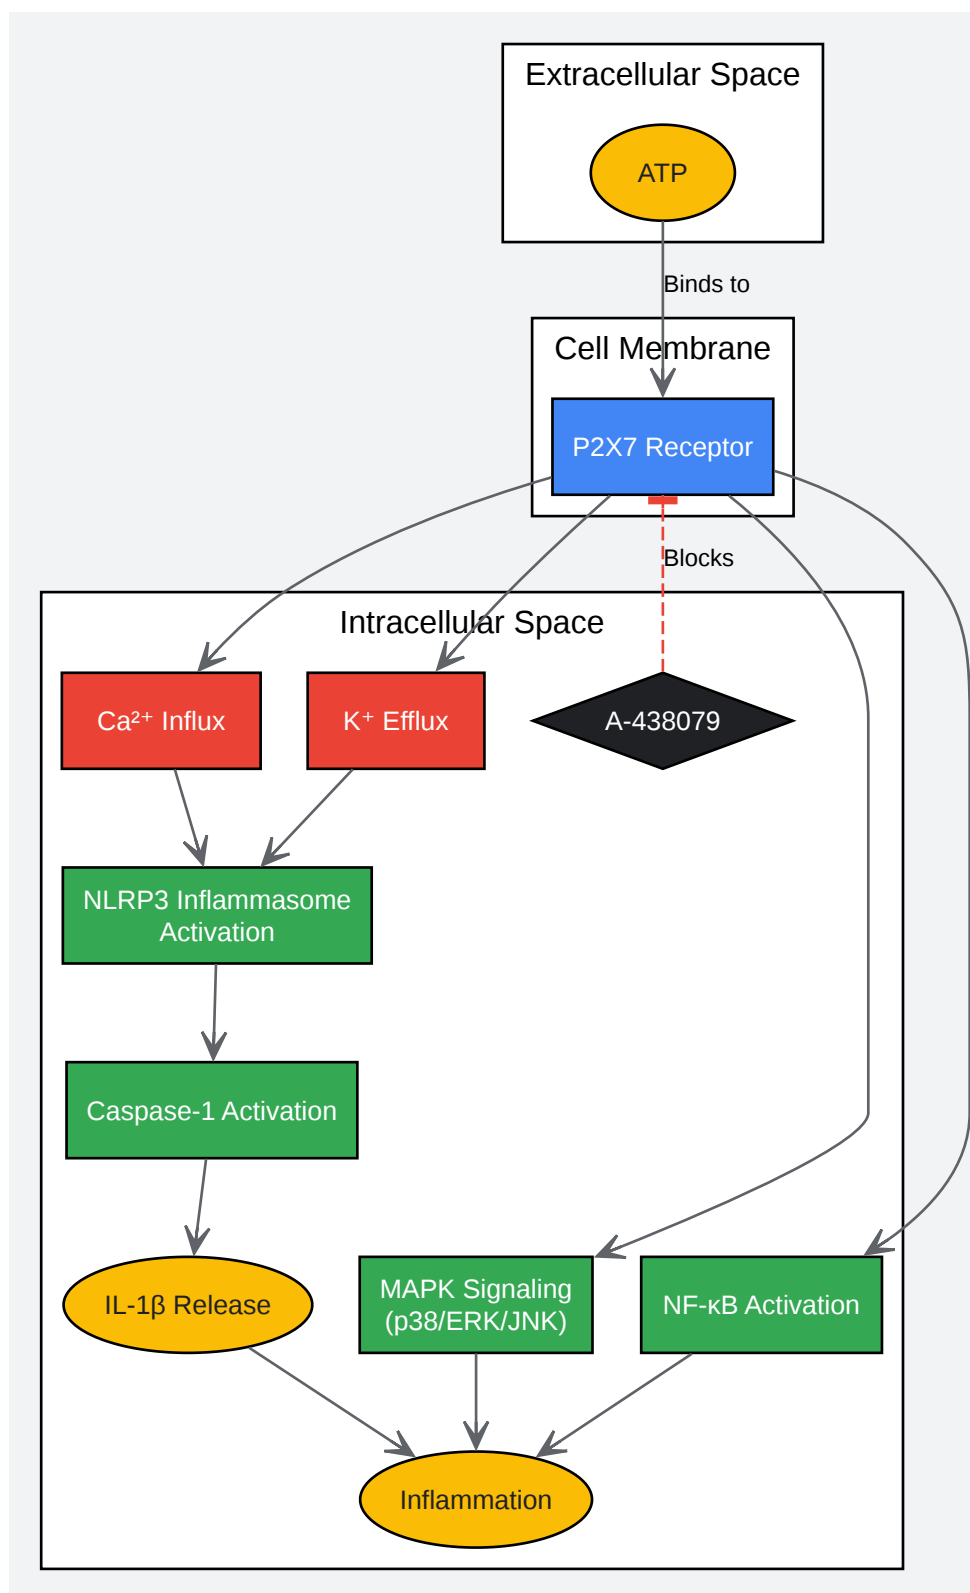 Extracellular Space
ATP
Binds to
Cell Membrane
P2X7 Receptor
Blocks
Intracellular Space
Ca²⁺ Influx
K⁺ Efflux
A-438079
NLRP3 Inflammasome
Activation
Caspase-1 Activation
IL-1β Release
MAPK Signaling
(p38/ERK/JNK)
NF-κB Activation
Inflammation